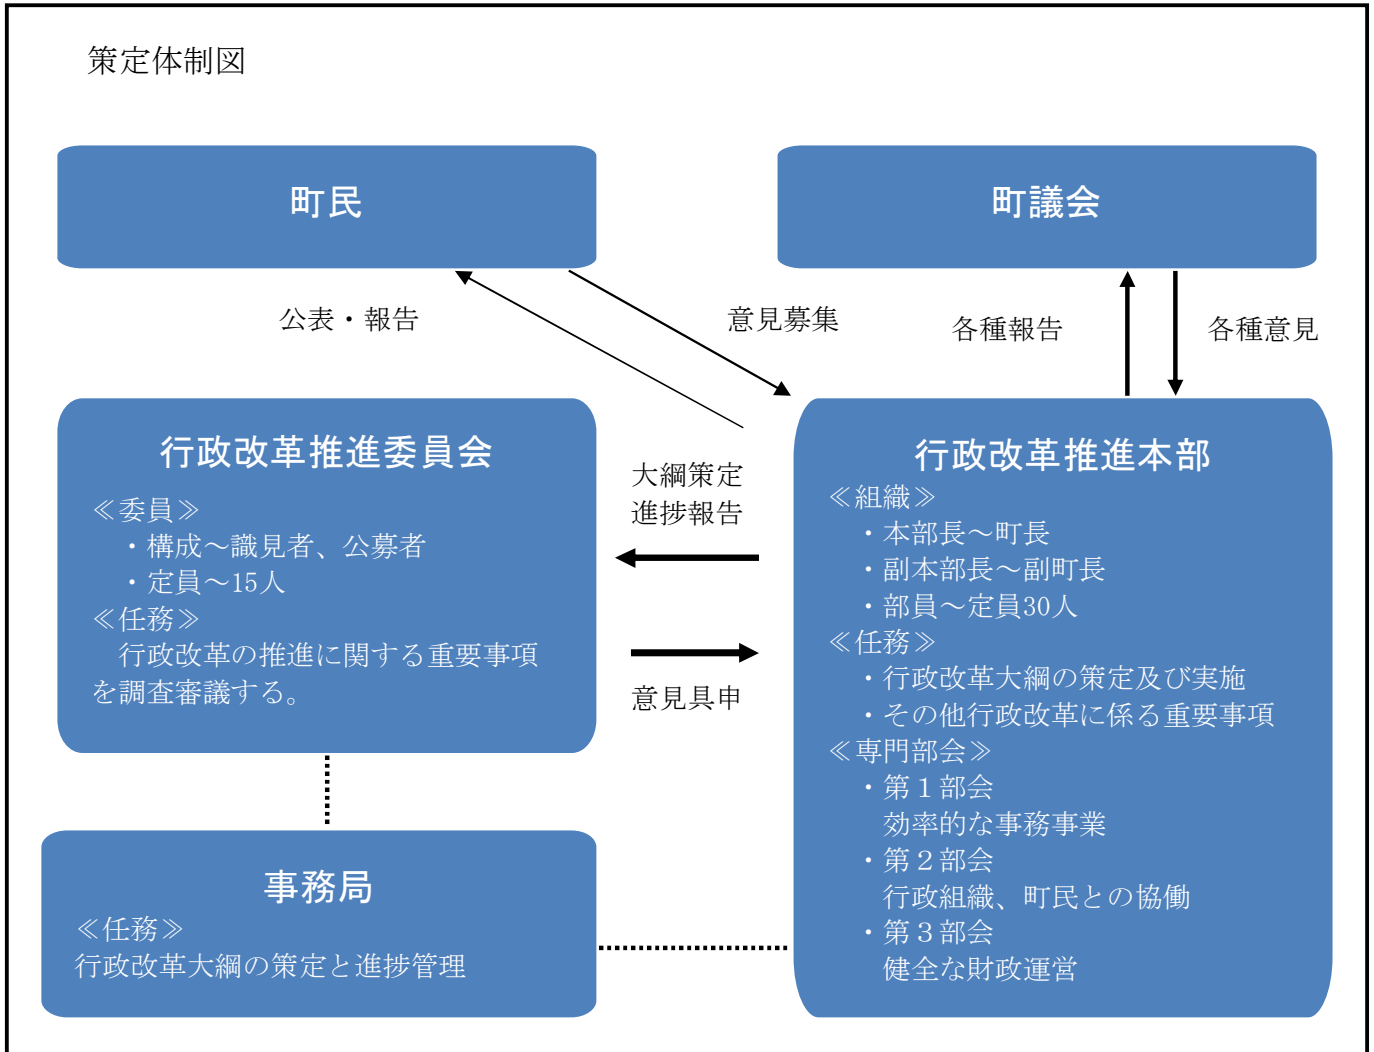 策定体制図
町民
町議会
公表・報告
意見募集
各種報告
各種意見
行政改革推進委員会
≪委員≫
・構成～識見者、公募者
・定員～15人
≪任務≫
行政改革の推進に関する重要事項
を調査審議する。
大綱策定
進捗報告
意見具申
行政改革推進本部
≪組織≫
・本部長～町長
・副本部長～副町長
・部員～定員30人
≪任務≫
・行政改革大綱の策定及び実施
・その他行政改革に係る重要事項
≪専門部会≫
・第１部会
効率的な事務事業
・第２部会
行政組織、町民との協働
・第３部会
健全な財政運営
事務局
≪任務≫
行政改革大綱の策定と進捗管理